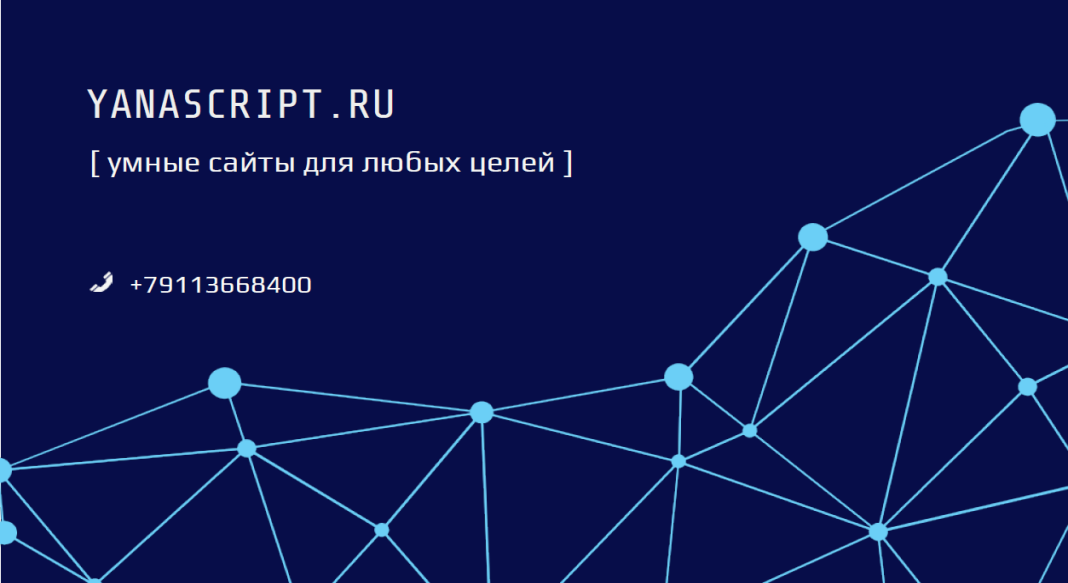 YANASCRIPT.RU
[ умные сайты для любых целей ]
+79113668400